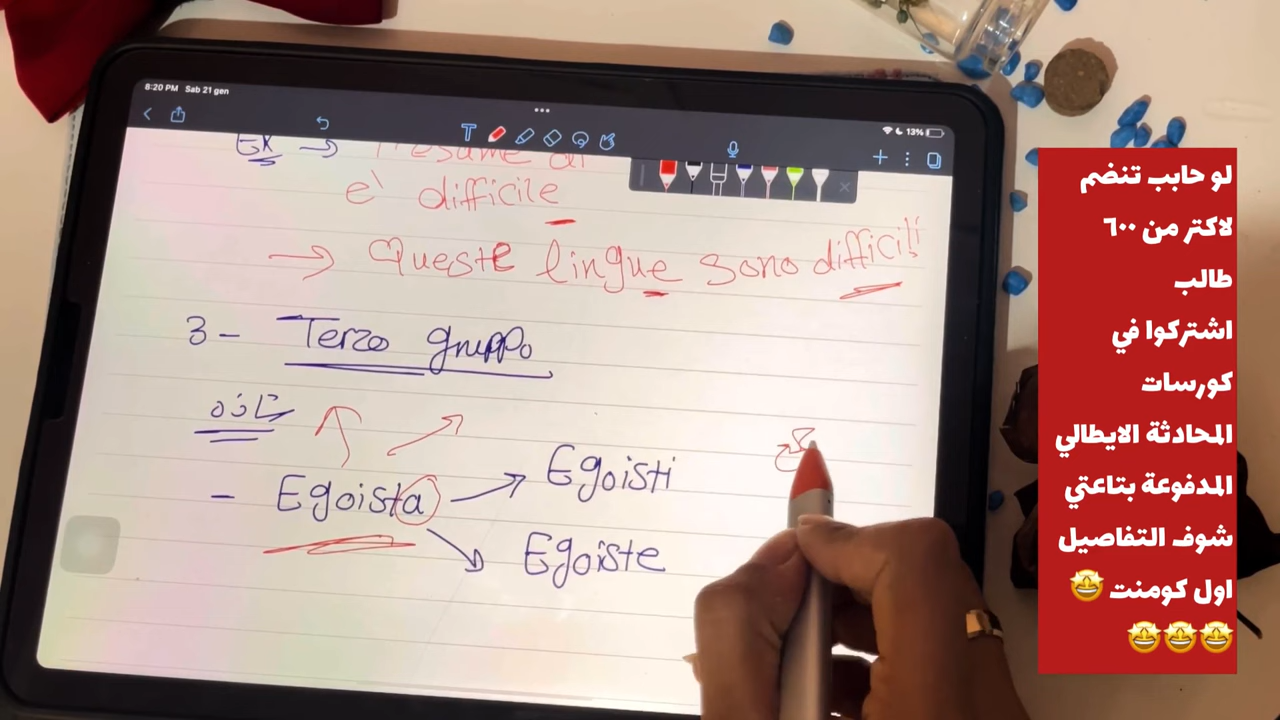 8:20 PM Sab 21 gen
13%
Ex → l'esame di
e' difficile
→ Queste lingue sono difficili
3- Terzo gruppo
شاذه
- Egoista → Egoisti
Egoiste
لو حابب تنضم
لاكتر من ٦٠٠
طالب
اشتركوا في
كورسات
المحادثة الايطالي
المدفوعة بتاعتي
شوف التفاصيل
اول كومنت 🤩
🤩🤩🤩